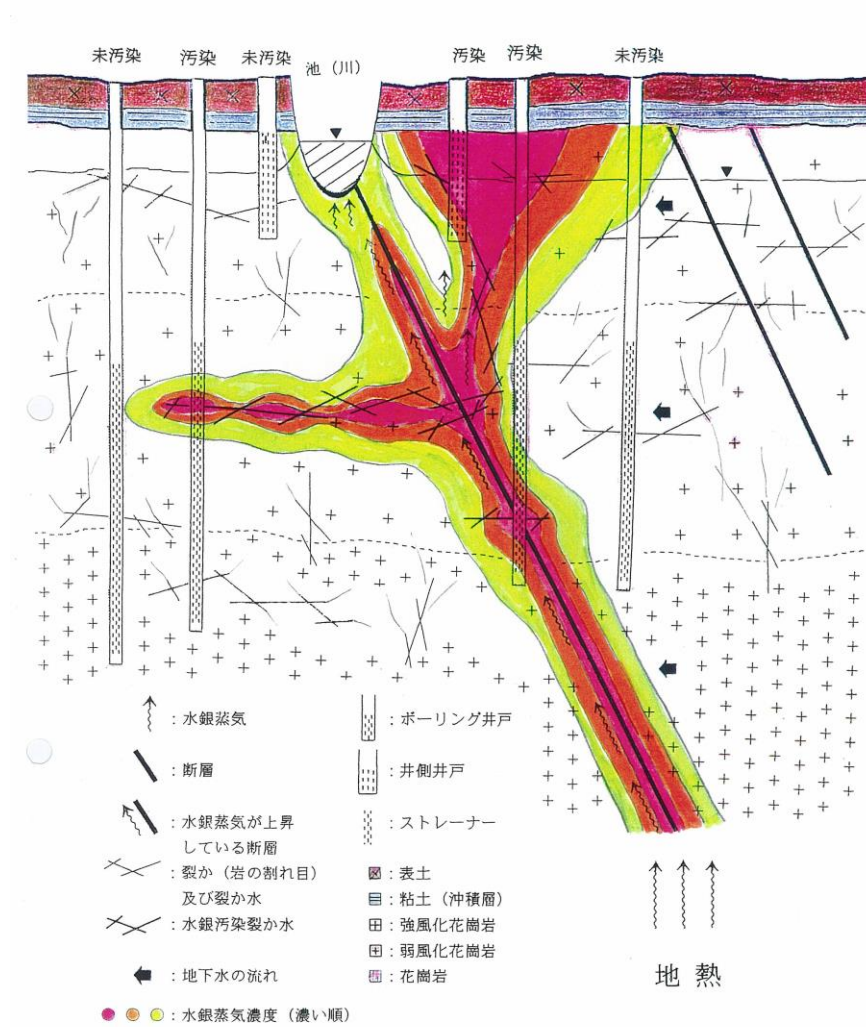 未汚染
汚染
未汚染
池（川）
汚染
汚染
未汚染
：水銀蒸気
：断層
：水銀蒸気が上昇
している断層
：裂か（岩の割れ目）
及び裂か水
：水銀汚染裂か水
：地下水の流れ
：水銀蒸気濃度（濃い順）
：ボーリング井戸
：井側井戸
：ストレーナー
：表土
：粘土（沖積層）
：強風化花崗岩
：弱風化花崗岩
：花崗岩
地熱